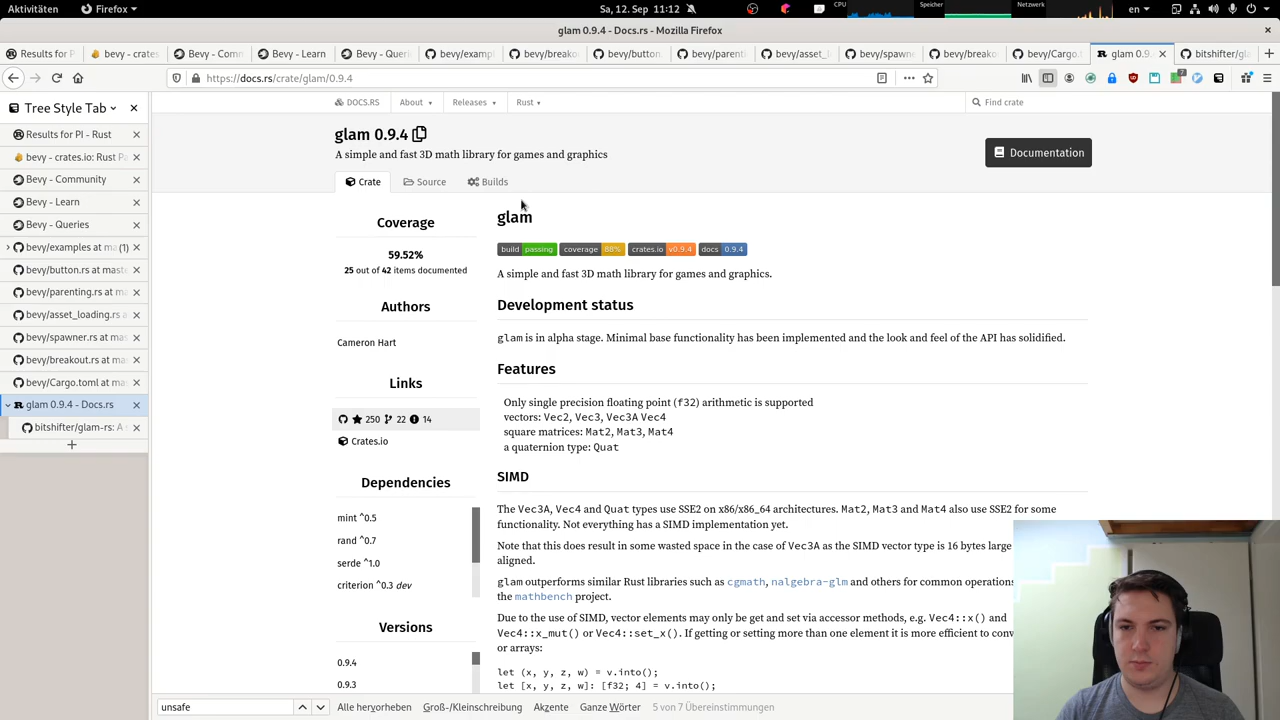 Aktivitäten
Firefox
Sa, 12. Sep. 11:12
CPU
Speicher
Netzwerk
en
glam 0.9.4 - Docs.rs - Mozilla Firefox
Results for P
bevy - crates
Bevy - Comm
Bevy - Learn
Bevy - Queri
bevy/examp
bevy/breako
bevy/button.
bevy/parenti
bevy/asset_l
bevy/spawne
bevy/breako
bevy/Cargo.t
glam 0.9.
bitshifter/gl
https://docs.rs/crate/glam/0.9.4
Tree Style Tab
Results for PI - Rust
bevy - crates.io: Rust Pa
Bevy - Community
Bevy - Learn
Bevy - Queries
bevy/examples at ma (1)
bevy/button.rs at maste
bevy/parenting.rs at ma
bevy/asset_loading.rs a
bevy/spawner.rs at mas
bevy/breakout.rs at mas
bevy/Cargo.toml at mas
glam 0.9.4 - Docs.rs
bitshifter/glam-rs: A s
DOCS.RS
About
Releases
Rust
Find crate
glam 0.9.4
A simple and fast 3D math library for games and graphics
Documentation
Crate
Source
Builds
Coverage
59.52%
25 out of 42 items documented
Authors
Cameron Hart
Links
250 22 14
Crates.io
Dependencies
mint ^0.5
rand ^0.7
serde ^1.0
criterion ^0.3 dev
Versions
0.9.4
0.9.3
glam
build passing coverage 88% crates.io v0.9.4 docs 0.9.4
A simple and fast 3D math library for games and graphics.
Development status
glam is in alpha stage. Minimal base functionality has been implemented and the look and feel of the API has solidified.
Features
Only single precision floating point (f32) arithmetic is supported
vectors: Vec2, Vec3, Vec3A Vec4
square matrices: Mat2, Mat3, Mat4
a quaternion type: Quat
SIMD
The Vec3A, Vec4 and Quat types use SSE2 on x86/x86_64 architectures. Mat2, Mat3 and Mat4 also use SSE2 for some
functionality. Not everything has a SIMD implementation yet.
Note that this does result in some wasted space in the case of Vec3A as the SIMD vector type is 16 bytes large
aligned.
glam outperforms similar Rust libraries such as cgmath, nalgebra-glm and others for common operations
the mathbench project.
Due to the use of SIMD, vector elements may only be get and set via accessor methods, e.g. Vec4::x() and
Vec4::x_mut() or Vec4::set_x(). If getting or setting more than one element it is more efficient to conv
or arrays:
let (x, y, z, w) = v.into();
let [x, y, z, w]: [f32; 4] = v.into();
unsafe
Alle hervorheben
Groß-/Kleinschreibung
Akzente
Ganze Wörter
5 von 7 Übereinstimmungen